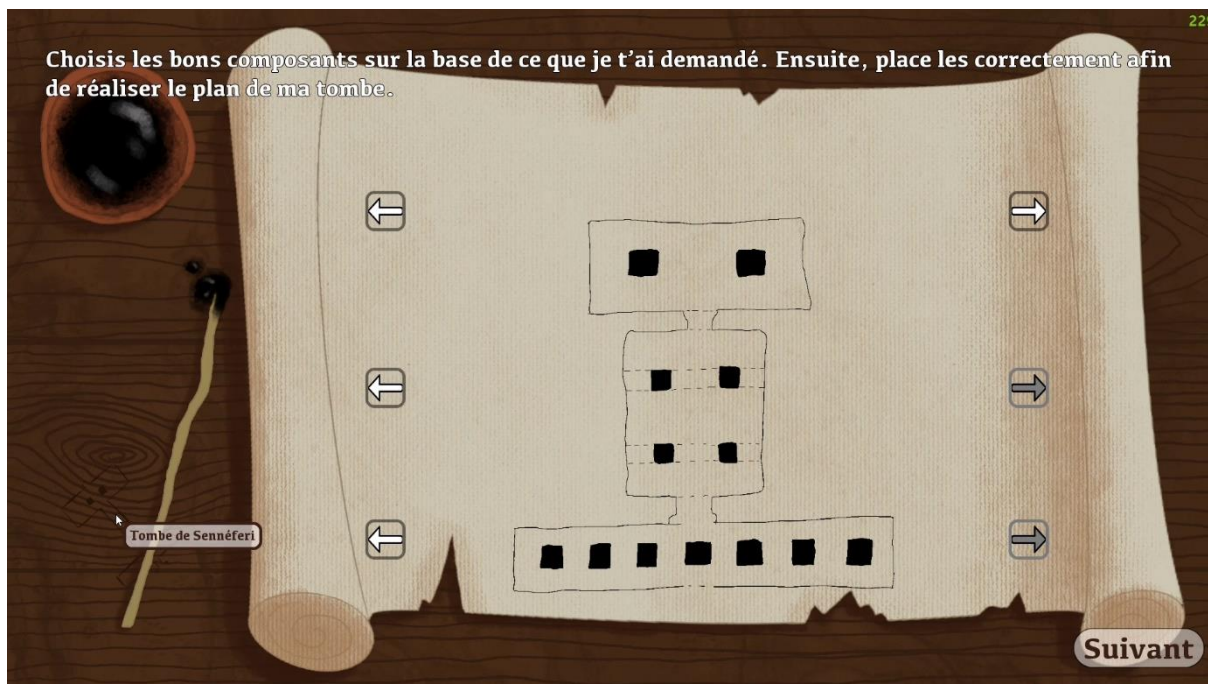 229
Choisis les bons composants sur la base de ce que je t'ai demandé. Ensuite, place les correctement afin
de réaliser le plan de ma tombe.
Tombe de Sennéferi
Suivant